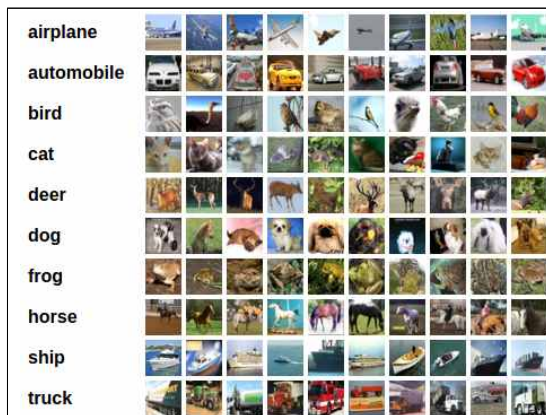 airplane
automobile
bird
cat
deer
dog
frog
horse
ship
truck